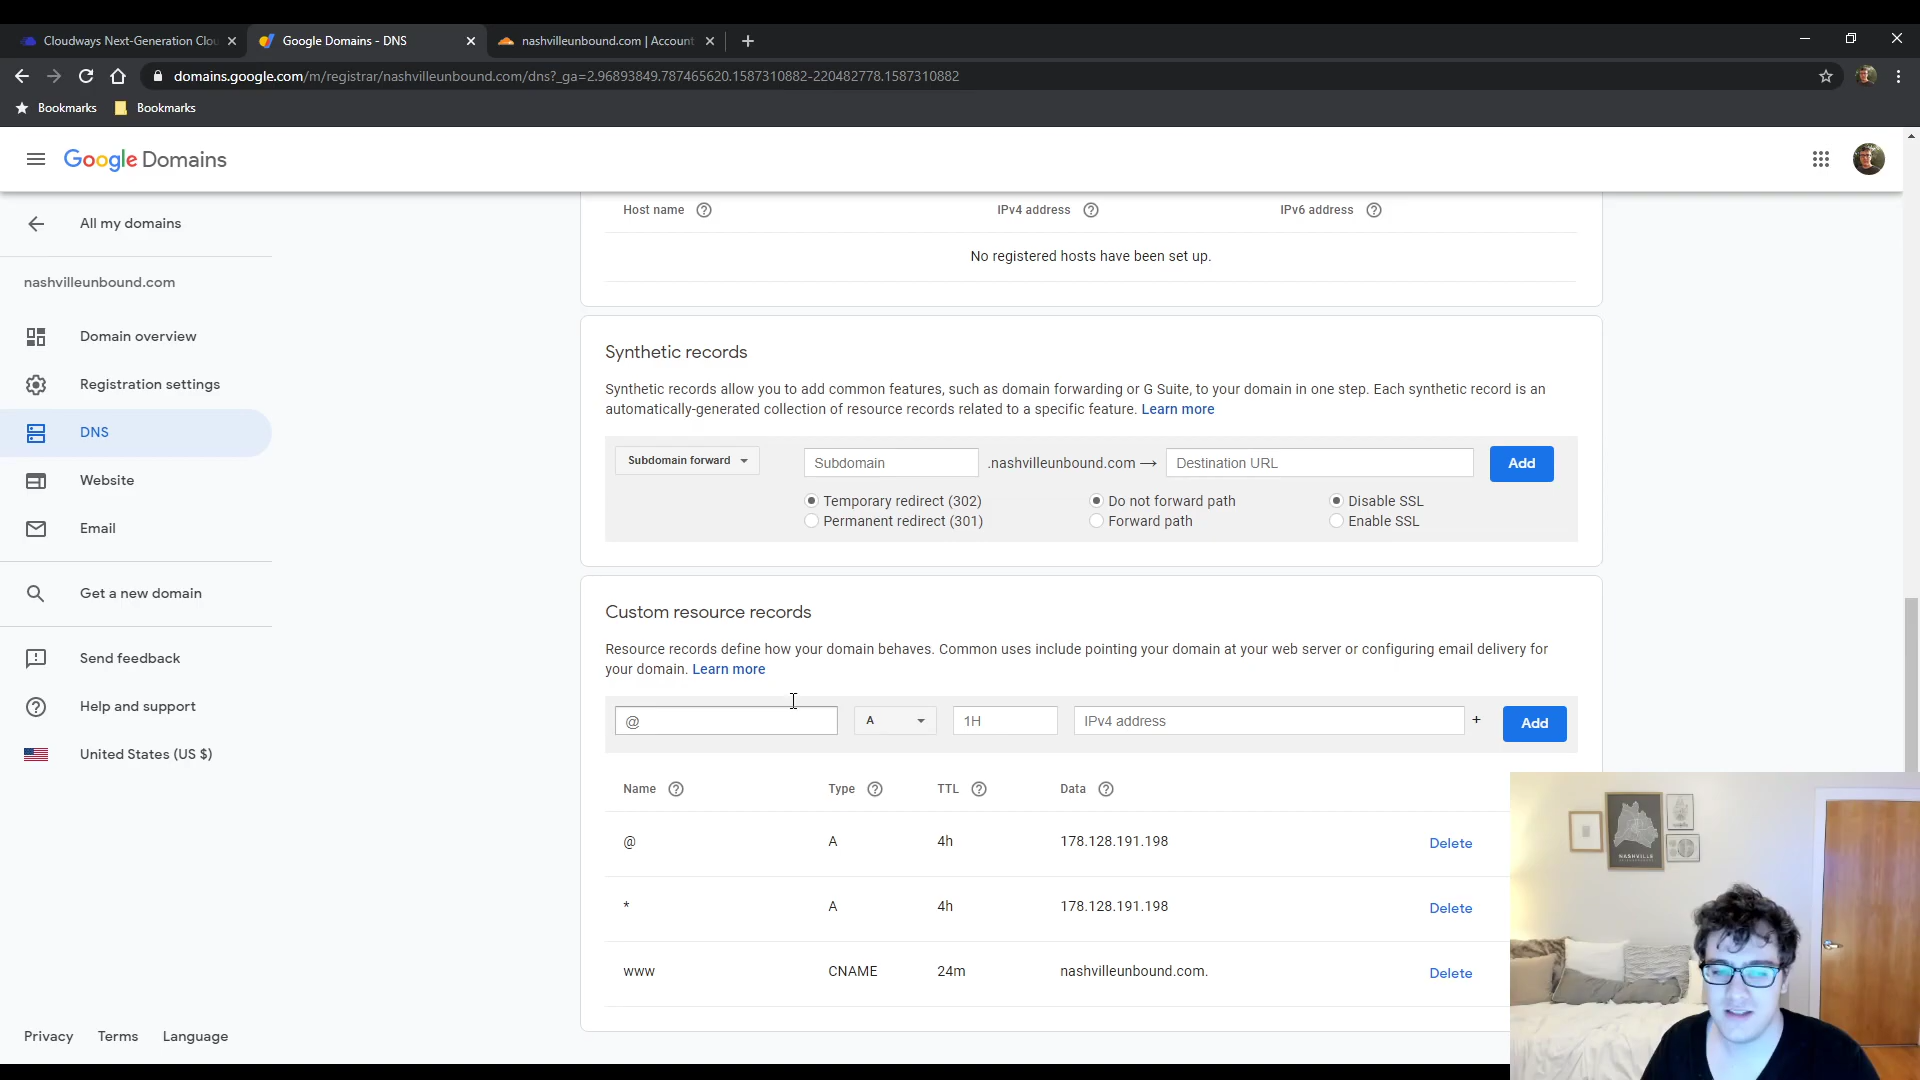 Cloudways Next-Generation Clou
Google Domains - DNS
nashvilleunbound.com | Account
domains.google.com/m/registrar/nashvilleunbound.com/dns?_ga=2.96893849.787465620.1587310882-220482778.1587310882
Bookmarks
Bookmarks
Google Domains
All my domains
nashvilleunbound.com
Domain overview
Registration settings
DNS
Website
Email
Get a new domain
Send feedback
Help and support
United States (US $)
Privacy
Terms
Language
Host name
IPv4 address
IPv6 address
No registered hosts have been set up.
Synthetic records
Synthetic records allow you to add common features, such as domain forwarding or G Suite, to your domain in one step. Each synthetic record is an
automatically-generated collection of resource records related to a specific feature. Learn more
Subdomain forward
Subdomain
.nashvilleunbound.com →
Destination URL
Add
Temporary redirect (302)
Do not forward path
Disable SSL
Permanent redirect (301)
Forward path
Enable SSL
Custom resource records
Resource records define how your domain behaves. Common uses include pointing your domain at your web server or configuring email delivery for
your domain. Learn more
@
A
1H
IPv4 address
+
Add
Name
Type
TTL
Data
@
A
4h
178.128.191.198
Delete
*
A
4h
178.128.191.198
Delete
www
CNAME
24m
nashvilleunbound.com.
Delete
NASHVILLE